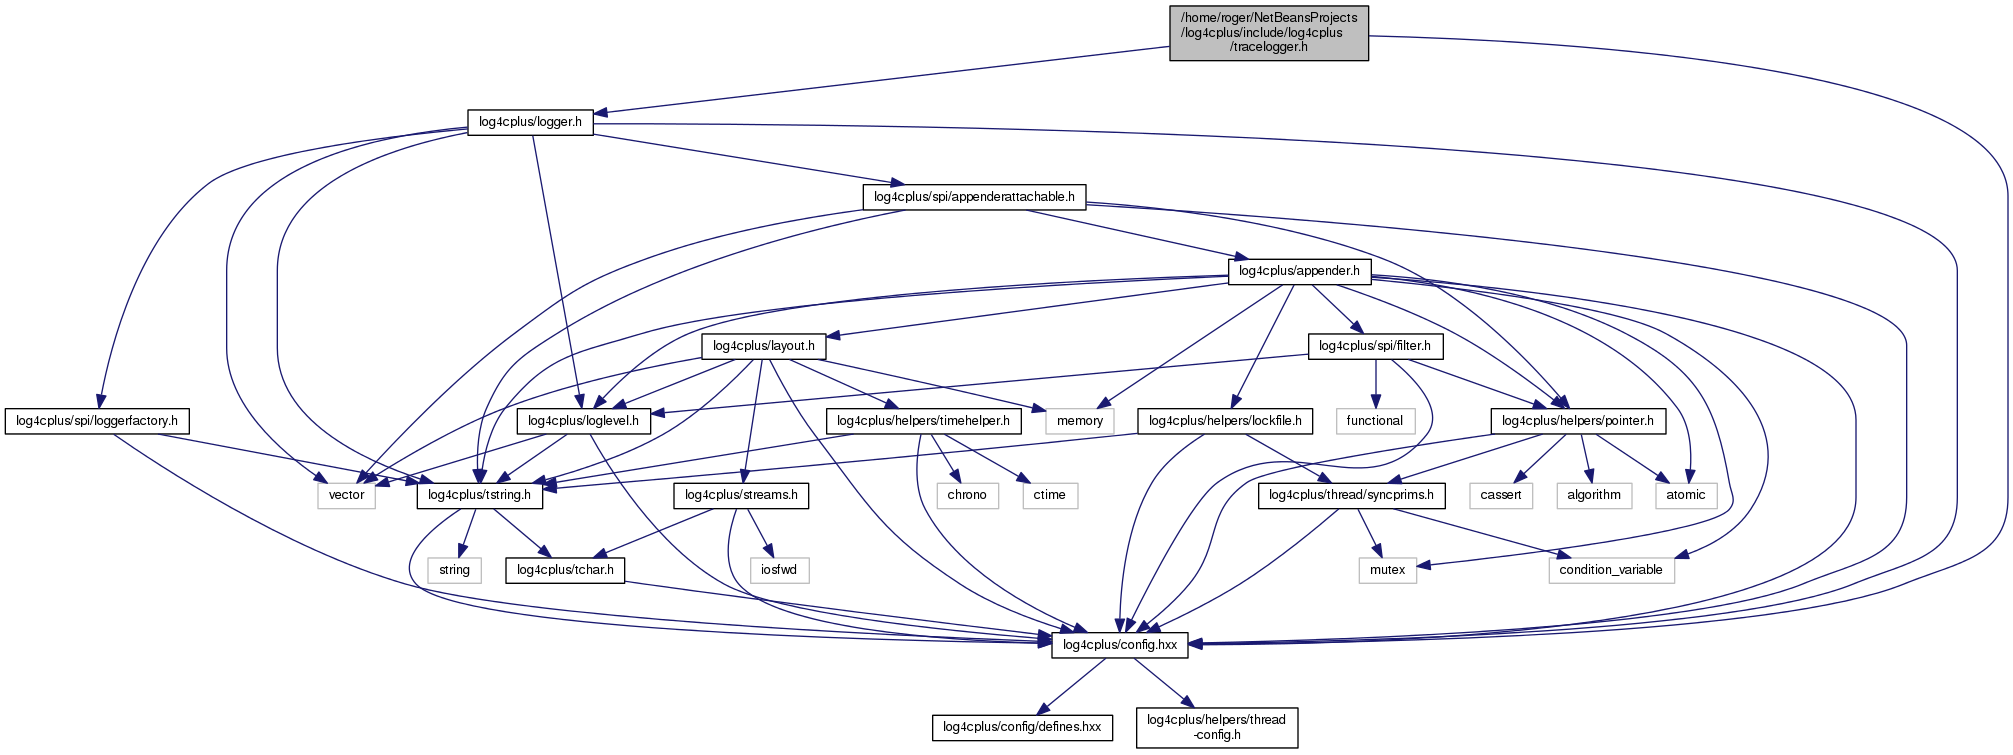 /home/roger/NetBeansProjects
/log4cplus/include/log4cplus
/tracelogger.h
log4cplus/logger.h
log4cplus/spi/appenderattachable.h
log4cplus/appender.h
log4cplus/layout.h
log4cplus/spi/filter.h
log4cplus/spi/loggerfactory.h
log4cplus/loglevel.h
log4cplus/helpers/timehelper.h
memory
log4cplus/helpers/lockfile.h
functional
log4cplus/helpers/pointer.h
vector
log4cplus/tstring.h
log4cplus/streams.h
chrono
ctime
log4cplus/thread/syncprims.h
cassert
algorithm
atomic
string
log4cplus/tchar.h
iosfwd
mutex
condition_variable
log4cplus/config.hxx
log4cplus/config/defines.hxx
log4cplus/helpers/thread
-config.h